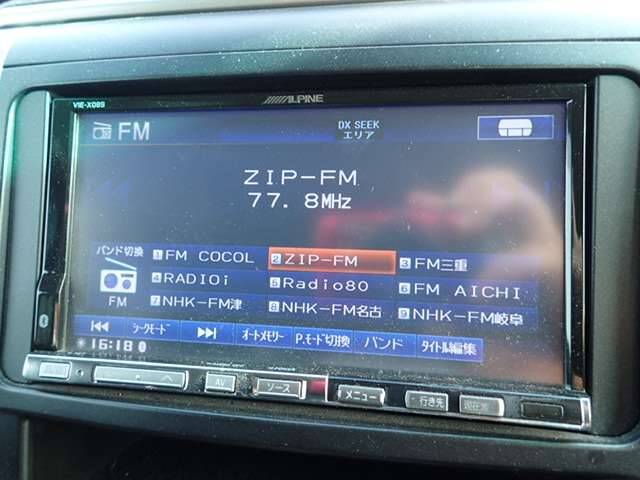 VIE-X08S
ALPINE
FM
DX SEEK
エリア
ZIP-FM
77.8MHz
バンド切換
FM
1 FM COCOL
2 ZIP-FM
3 FM三重
4 RADIOi
5 Radio80
6 FM AICHI
7 NHK-FM津
8 NHK-FM名古
9 NHK-FM岐阜
シークモード
オートメモリー
P.モード切換
バンド
タイトル編集
16:18
AV
ソース
メニュー
行き先
現在地